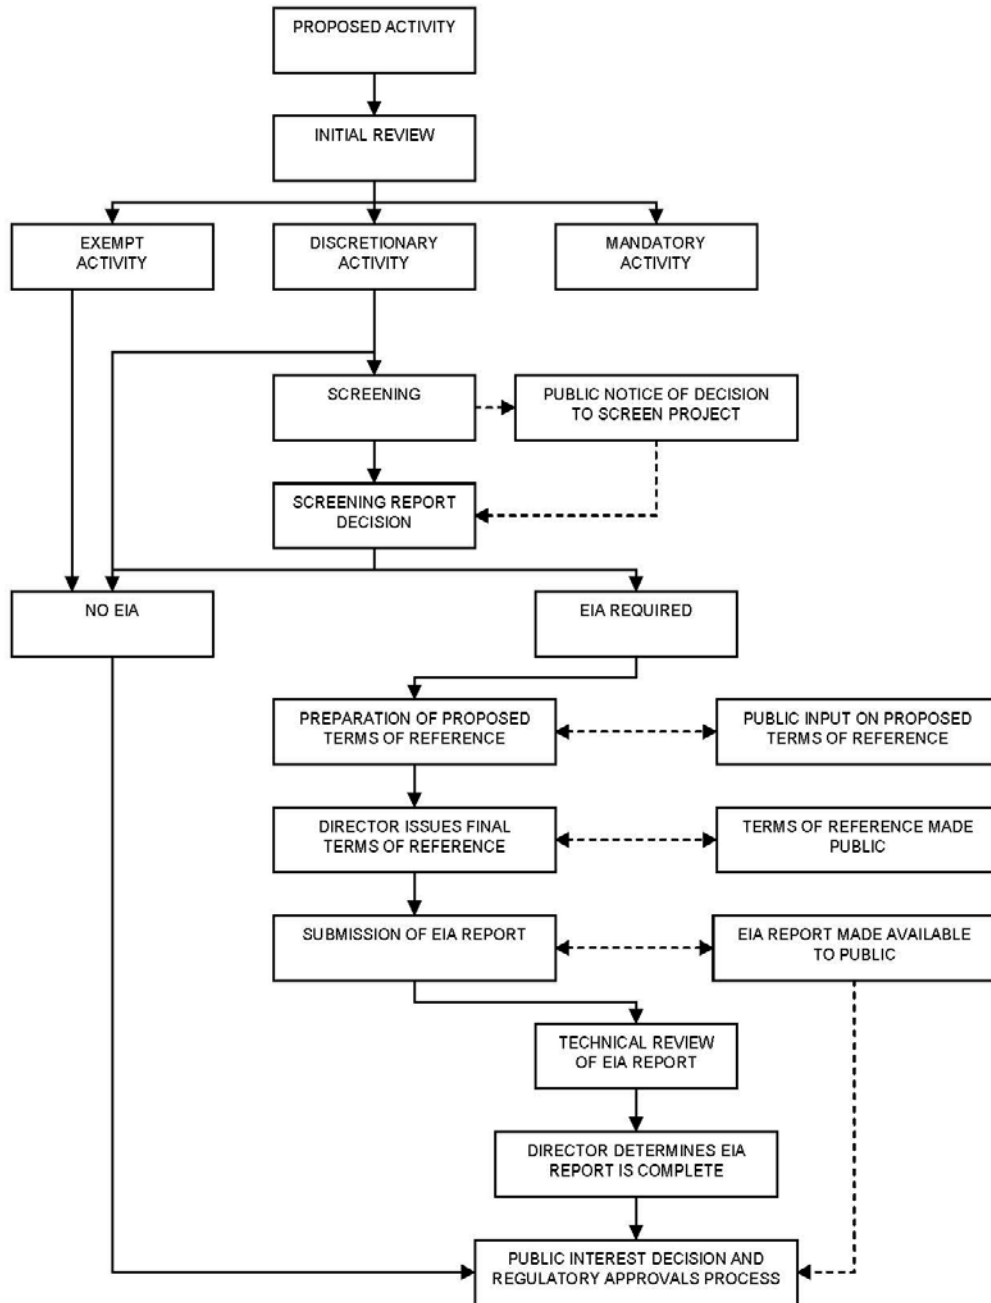 PROPOSED ACTIVITY
INITIAL REVIEW
EXEMPT
ACTIVITY
DISCRETIONARY
ACTIVITY
MANDATORY
ACTIVITY
SCREENING
PUBLIC NOTICE OF DECISION
TO SCREEN PROJECT
SCREENING REPORT
DECISION
NO EIA
EIA REQUIRED
PREPARATION OF PROPOSED
TERMS OF REFERENCE
PUBLIC INPUT ON PROPOSED
TERMS OF REFERENCE
DIRECTOR ISSUES FINAL
TERMS OF REFERENCE
TERMS OF REFERENCE MADE
PUBLIC
SUBMISSION OF EIA REPORT
EIA REPORT MADE AVAILABLE
TO PUBLIC
TECHNICAL REVIEW
OF EIA REPORT
DIRECTOR DETERMINES EIA
REPORT IS COMPLETE
PUBLIC INTEREST DECISION AND
REGULATORY APPROVALS PROCESS